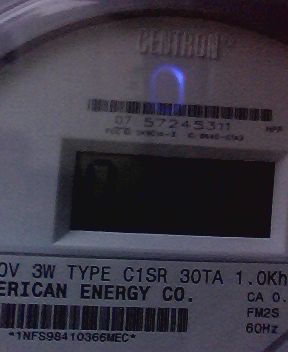 CENTRON
07 57245311
0V 3W TYPE C1SR 30TA 1.0Kh
ERICAN ENERGY CO.
CA 0.
FM2S
60Hz
*1NFS98410366MEC*